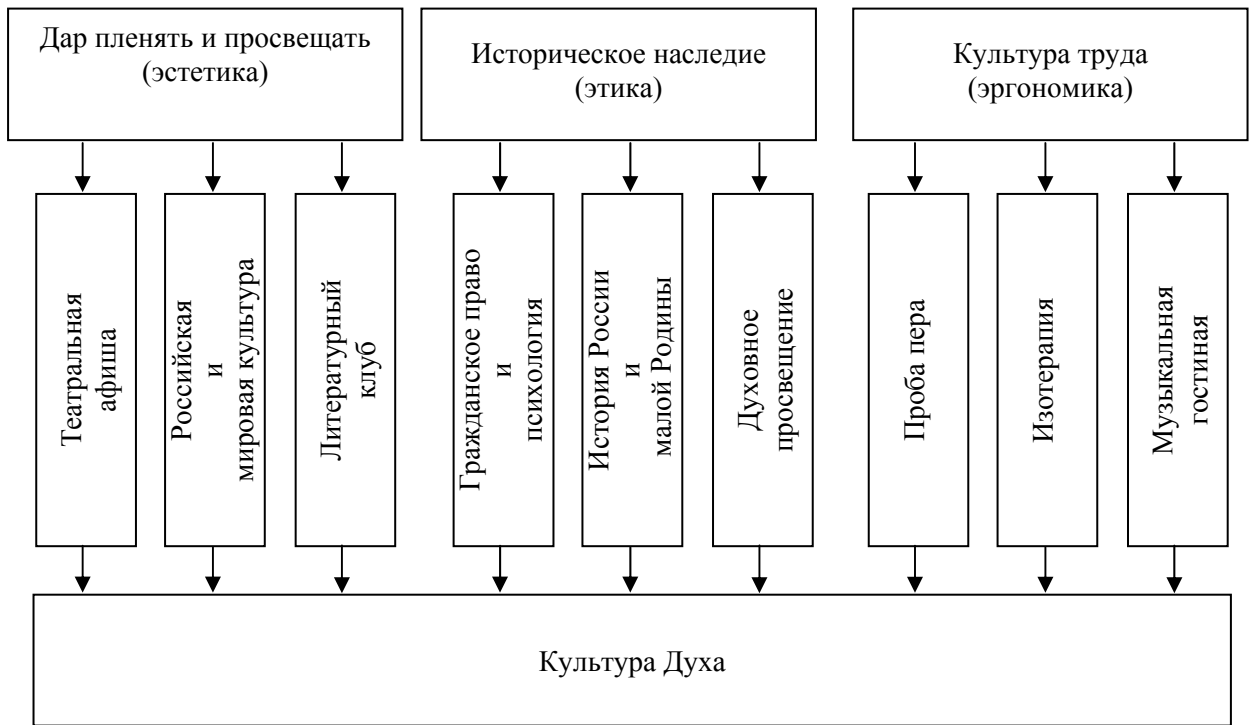 Дар пленять и просвещать
(эстетика)
Историческое наследие
(этика)
Культура труда
(эргономика)
Театральная
афиша
Российская
и
мировая культура
Литературный
клуб
Гражданское право
и
психология
История России
и
малой Родины
Духовное
просвещение
Проба пера
Изотерапия
Музыкальная
гостиная
Культура Духа